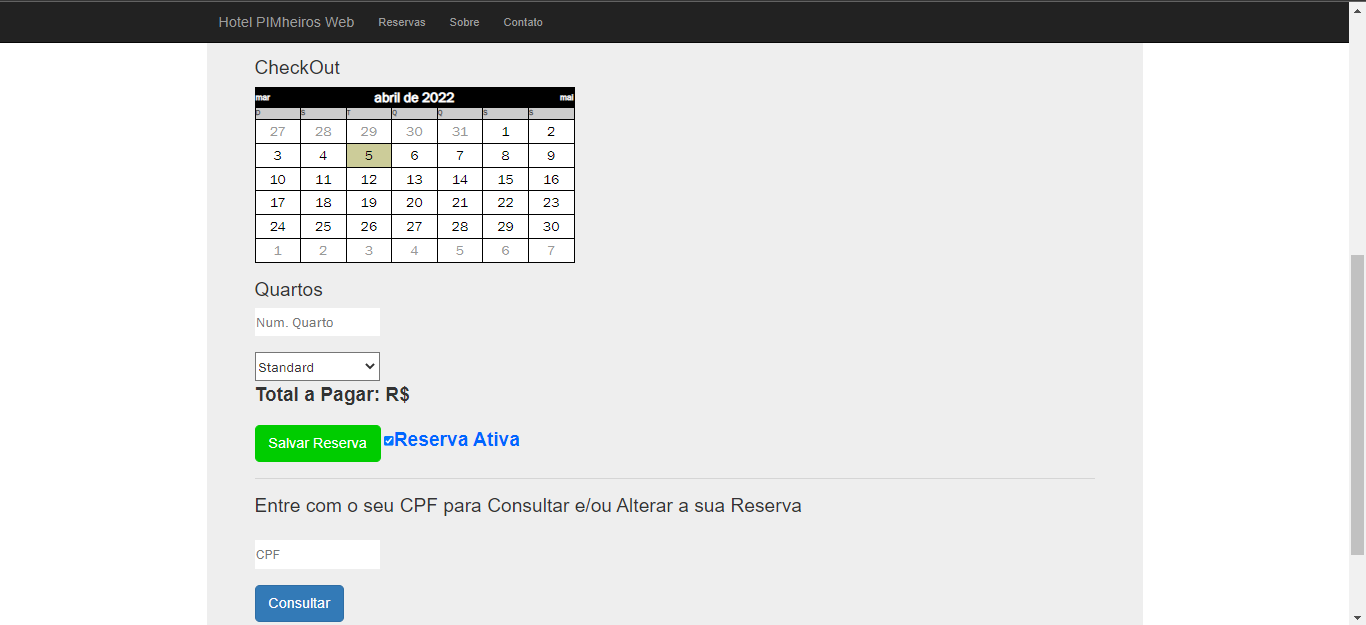 Hotel PIMheiros Web Reservas Sobre Contato
CheckOut
mar abril de 2022 mai
D S T Q Q S S
27 28 29 30 31 1 2
3 4 5 6 7 8 9
10 11 12 13 14 15 16
17 18 19 20 21 22 23
24 25 26 27 28 29 30
1 2 3 4 5 6 7
Quartos
Num. Quarto
Standard
Total a Pagar: R$
Salvar Reserva Reserva Ativa
Entre com o seu CPF para Consultar e/ou Alterar a sua Reserva
CPF
Consultar